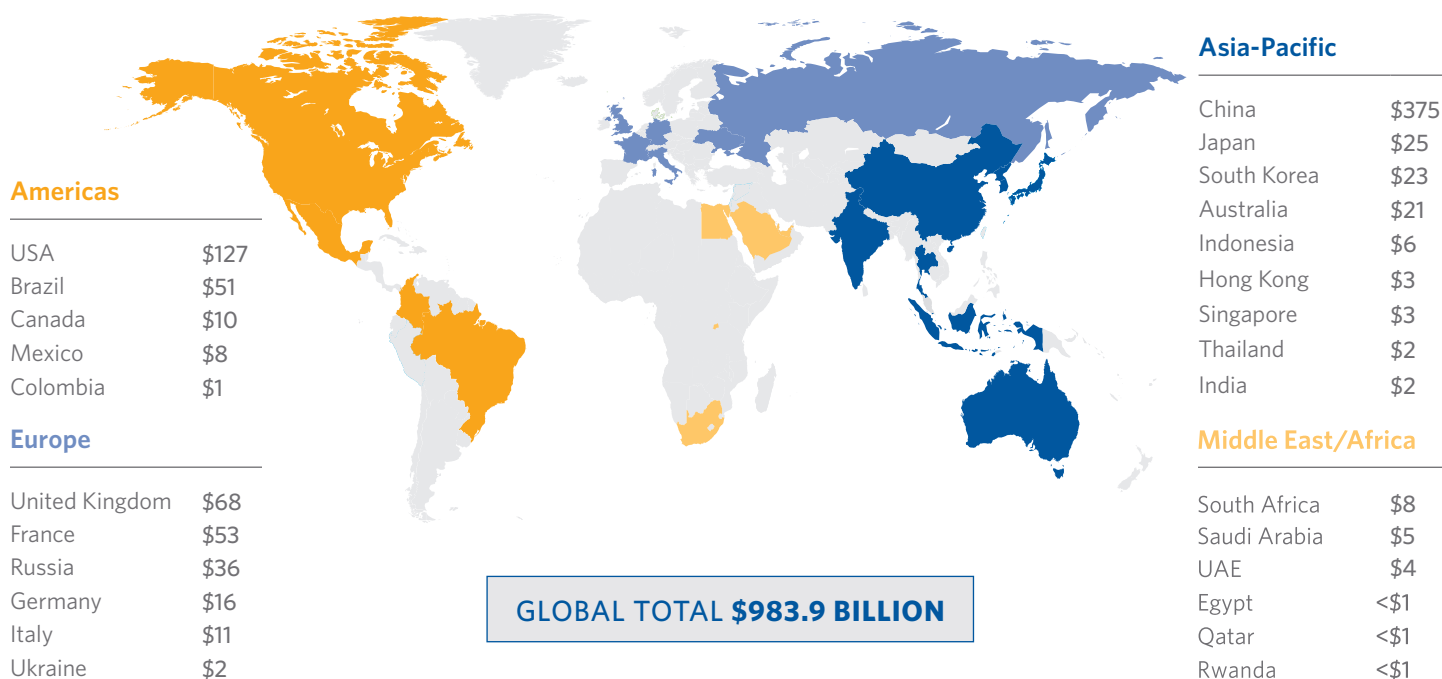 Americas
USA $127
Brazil $51
Canada $10
Mexico $8
Colombia $1
Europe
United Kingdom $68
France $53
Russia $36
Germany $16
Italy $11
Ukraine $2
GLOBAL TOTAL $983.9 BILLION
Asia-Pacific
China $375
Japan $25
South Korea $23
Australia $21
Indonesia $6
Hong Kong $3
Singapore $3
Thailand $2
India $2
Middle East/Africa
South Africa $8
Saudi Arabia $5
UAE $4
Egypt <$1
Qatar <$1
Rwanda <$1